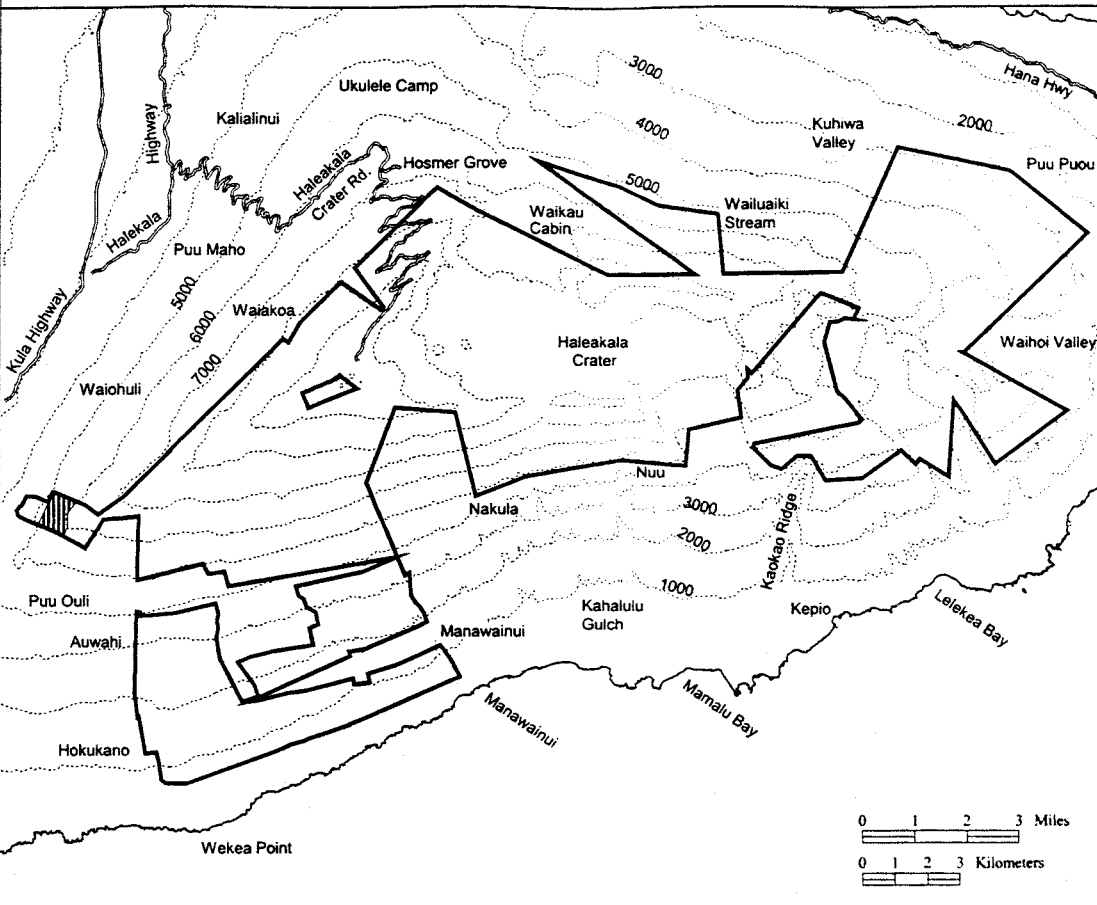 3000
Hana Hwy
Ukulele Camp
Highway
Kalialinui
4000
Kuhiwa
Valley
2000
Haleakala
Crater Rd.
Hosmer Grove
Puu Puou
5000
Waikau
Cabin
Wailuaiki
Stream
Halekala
Puu Maho
5000
Kula Highway
6000
Waiakoa
7000
Haleakala
Crater
Waihoi Valley
Waiohuli
Nuu
Nakula
3000
2000
Kaokao Ridge
1000
Puu Ouli
Kahalulu
Gulch
Kepio
Lelekea Bay
Auwahi
Manawainui
Mamalu Bay
Manawainui
Hokukano
Wekea Point
0 1 2 3 Miles
0 1 2 3 Kilometers